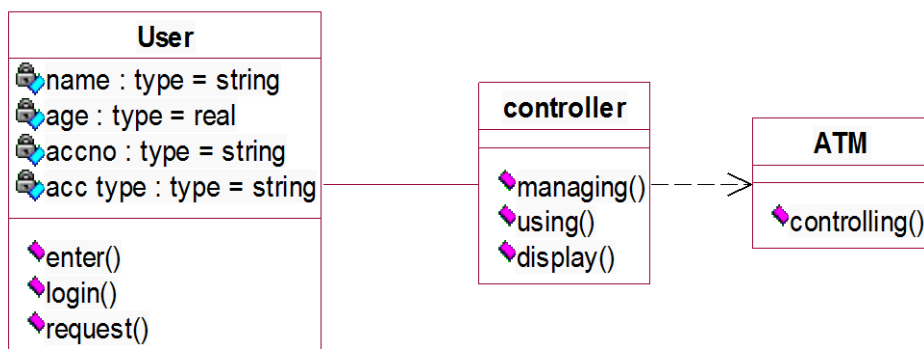 User
name : type = string
age : type = real
accno : type = string
acc type : type = string
enter()
login()
request()
controller
managing()
using()
display()
ATM
controlling()